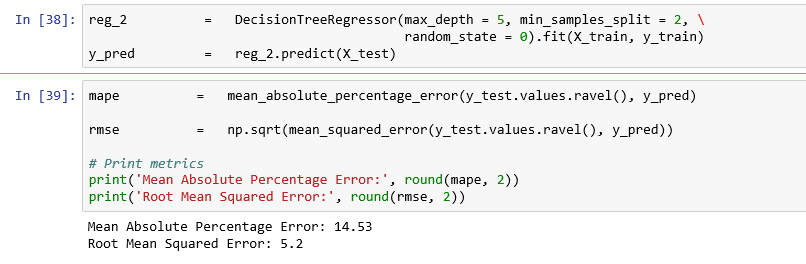 In [38]: reg_2 = DecisionTreeRegressor(max_depth = 5, min_samples_split = 2, \
random_state = 0).fit(X_train, y_train)
y_pred = reg_2.predict(X_test)
In [39]: mape = mean_absolute_percentage_error(y_test.values.ravel(), y_pred)
rmse = np.sqrt(mean_squared_error(y_test.values.ravel(), y_pred))
# Print metrics
print('Mean Absolute Percentage Error:', round(mape, 2))
print('Root Mean Squared Error:', round(rmse, 2))
Mean Absolute Percentage Error: 14.53
Root Mean Squared Error: 5.2